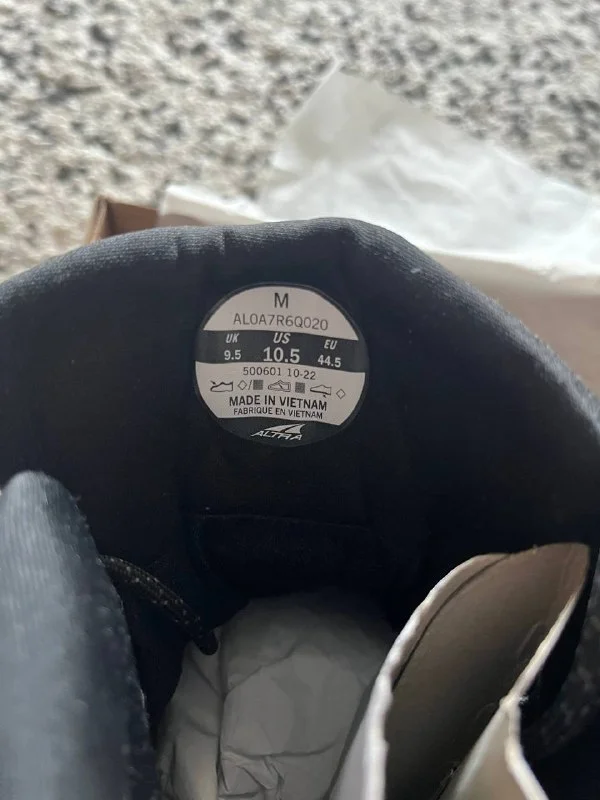 M
AL0A7R6Q020
UK US EU
9.5 10.5 44.5
500601 10-22
MADE IN VIETNAM
FABRIQUE EN VIETNAM
ALTRA